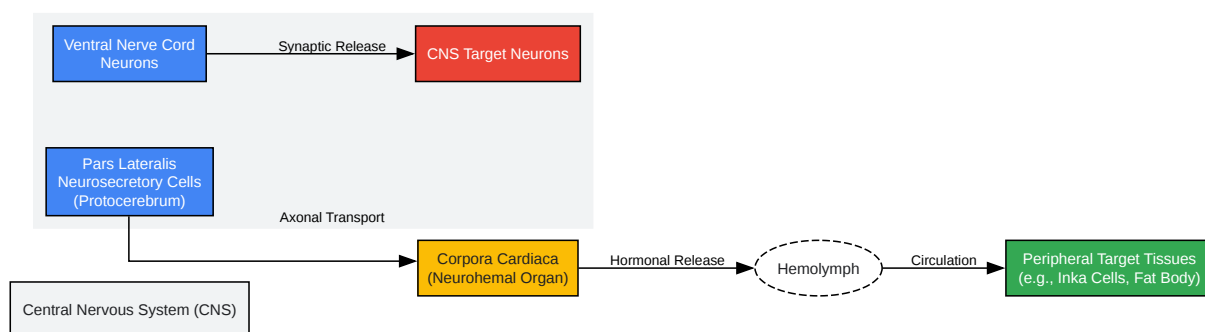 Ventral Nerve Cord
Neurons
Synaptic Release
CNS Target Neurons
Pars Lateralis
Neurosecretory Cells
(Protocerebrum)
Axonal Transport
Corpora Cardiaca
(Neurohemal Organ)
Hormonal Release
Hemolymph
Circulation
Peripheral Target Tissues
(e.g., Inka Cells, Fat Body)
Central Nervous System (CNS)